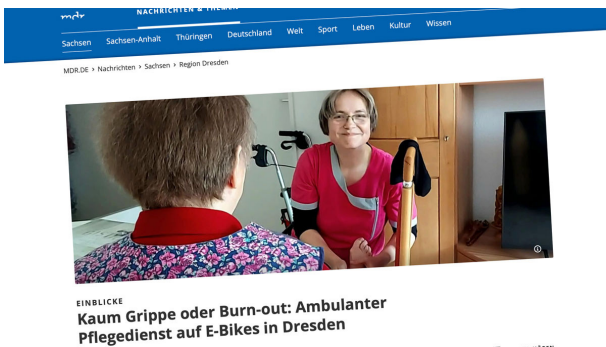 mdr
NACHRICHTEN & THEMEN
Sachsen Sachsen-Anhalt Thüringen Deutschland Welt Sport Leben Kultur Wissen
MDR.DE > Nachrichten > Sachsen > Region Dresden
EINBLICKE
Kaum Grippe oder Burn-out: Ambulanter
Pflegedienst auf E-Bikes in Dresden